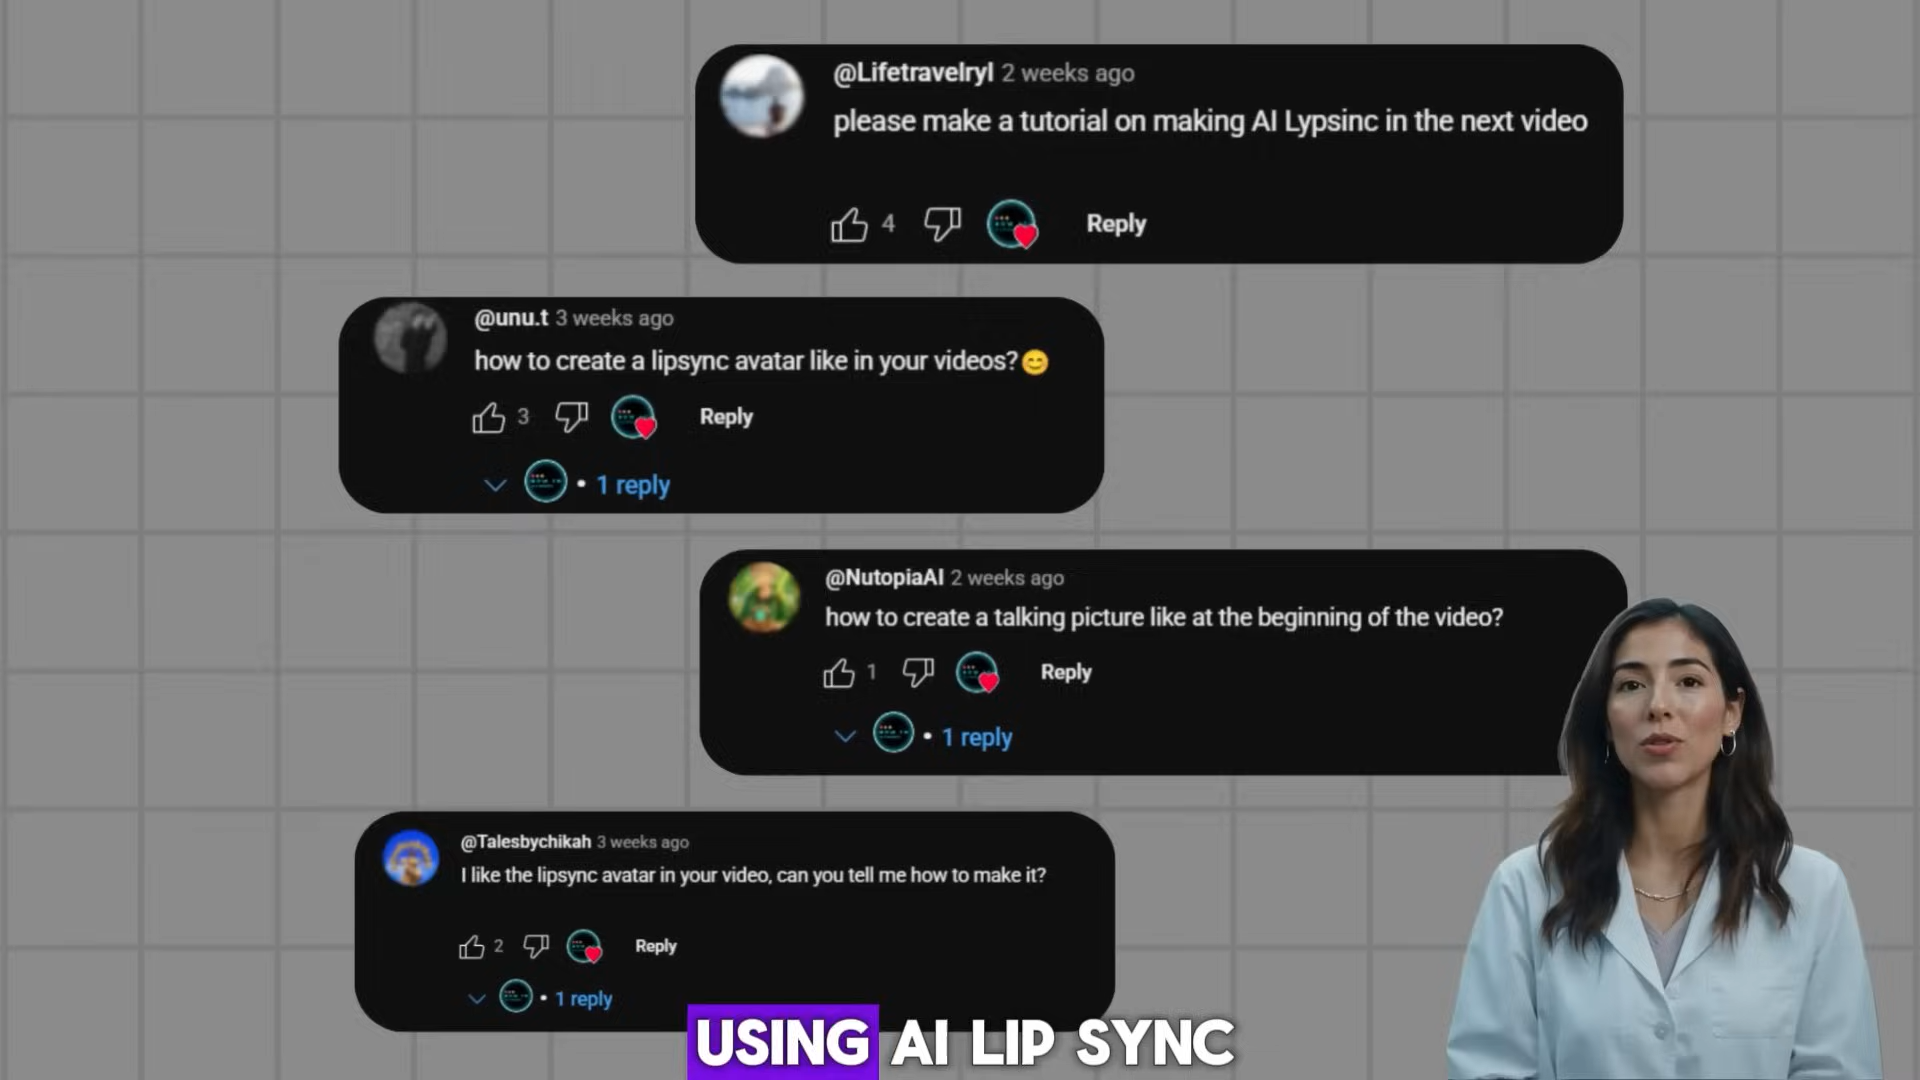 @Lifetravelryl 2 weeks ago
please make a tutorial on making AI Lypsinc in the next video
4 Reply
@unu.t 3 weeks ago
how to create a lipsync avatar like in your videos?😊
3 Reply
• 1 reply
@NutopiaAI 2 weeks ago
how to create a talking picture like at the beginning of the video?
1 Reply
• 1 reply
@Talesbychikah 3 weeks ago
I like the lipsync avatar in your video, can you tell me how to make it?
2 Reply
• 1 reply
USING AI LIP SYNC